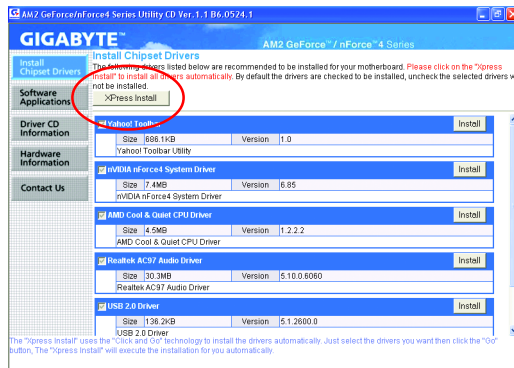 AM2 GeForce/nForce4 Series Utility CD Ver.1.1 B6.0524.1
GIGABYTE™
AM2 GeForce™/ nForce™4 Series
Install Chipset Drivers
Software Applications
Driver CD Information
Hardware Information
Contact Us
Install Chipset Drivers
The following drivers listed below are recommended to be installed for your motherboard. Please click on the "Xpress
Install" to install all drivers automatically. By default the drivers are checked to be installed, uncheck the selected drivers w
not be installed.
XPress Install
Yahoo! Toolbar
Install
Size 686.1KB Version 1.0
Yahoo! Toolbar Utility
nVIDIA nForce4 System Driver
Install
Size 7.4MB Version 6.85
nVIDIA nForce4 System Driver
AMD Cool & Quiet CPU Driver
Install
Size 4.5MB Version 1.2.2.2
AMD Cool & Quiet CPU Driver
Realtek AC97 Audio Driver
Install
Size 30.3MB Version 5.10.0.6060
Realtek AC97 Audio Driver
USB 2.0 Driver
Install
Size 136.2KB Version 5.1.2600.0
USB 2.0 Driver
The "Xpress Install" uses the "Click and Go" technology to install the drivers automatically. Just select the drivers you want then click the "Go"
button, The "Xpress Install" will execute the installation for you automatically.